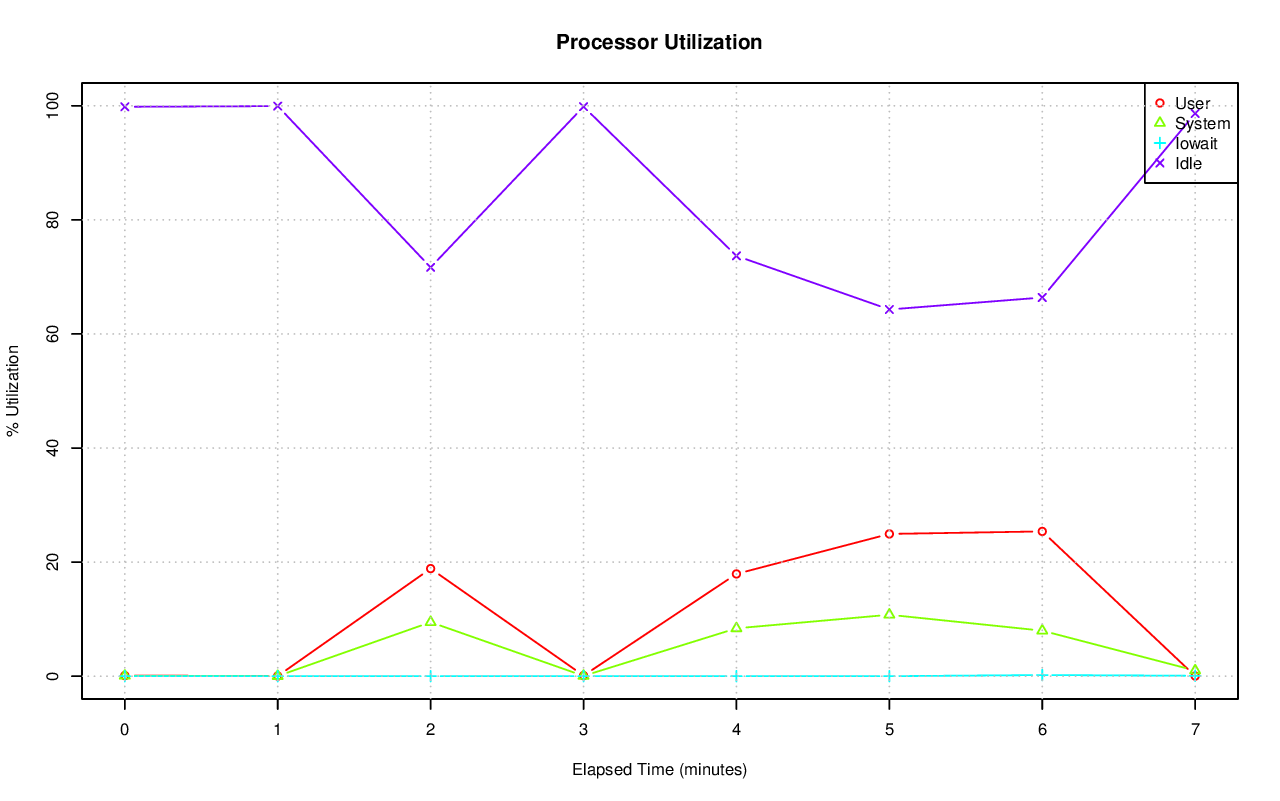 Processor Utilization
100
80
60
40
20
0
% Utilization
User
System
Iowait
Idle
0 1 2 3 4 5 6 7
Elapsed Time (minutes)